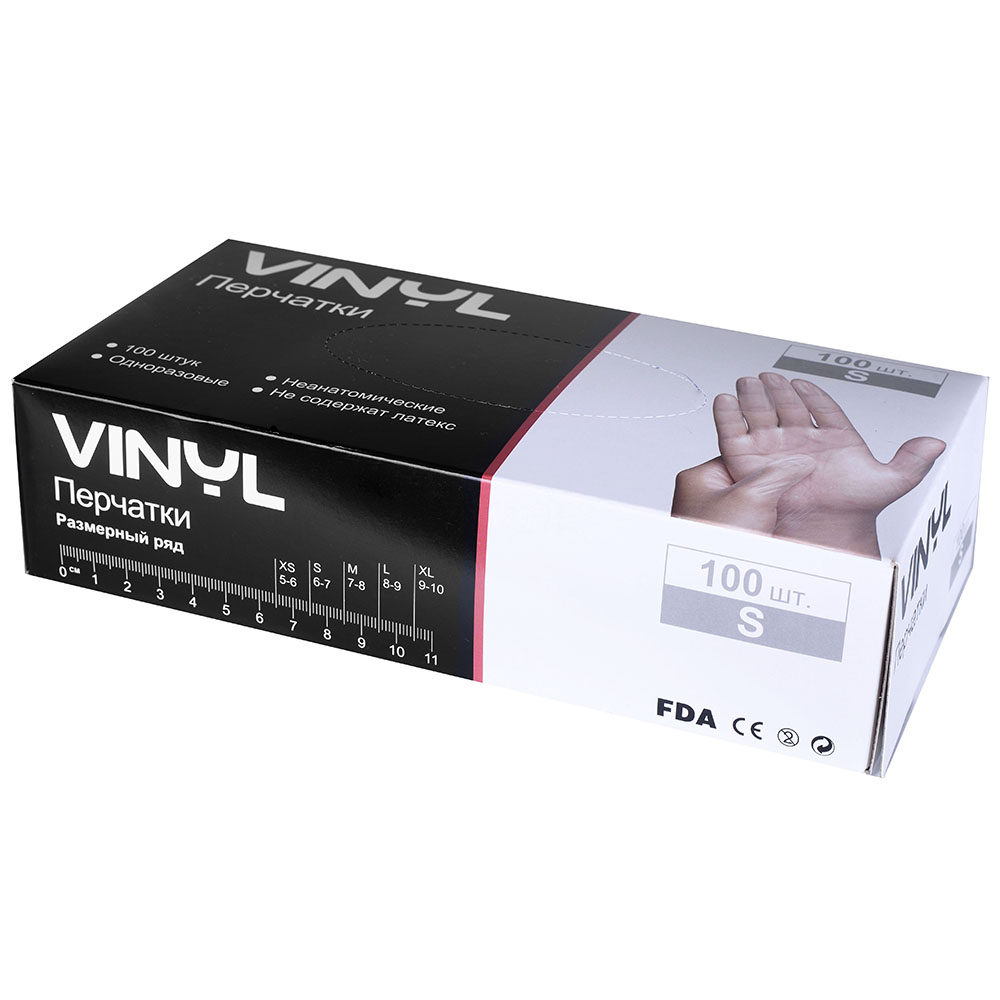 VINYL
Перчатки
100 штук
Одноразовые
Неанатомические
Не содержат латекс
100 шт.
S
VINYL
Перчатки
Размерный ряд
XS S M L XL
5-6 6-7 7-8 8-9 9-10
0 см 1 2 3 4 5 6 7 8 9 10 11
100 шт.
S
FDA CE
VINYL
Перчатки
S